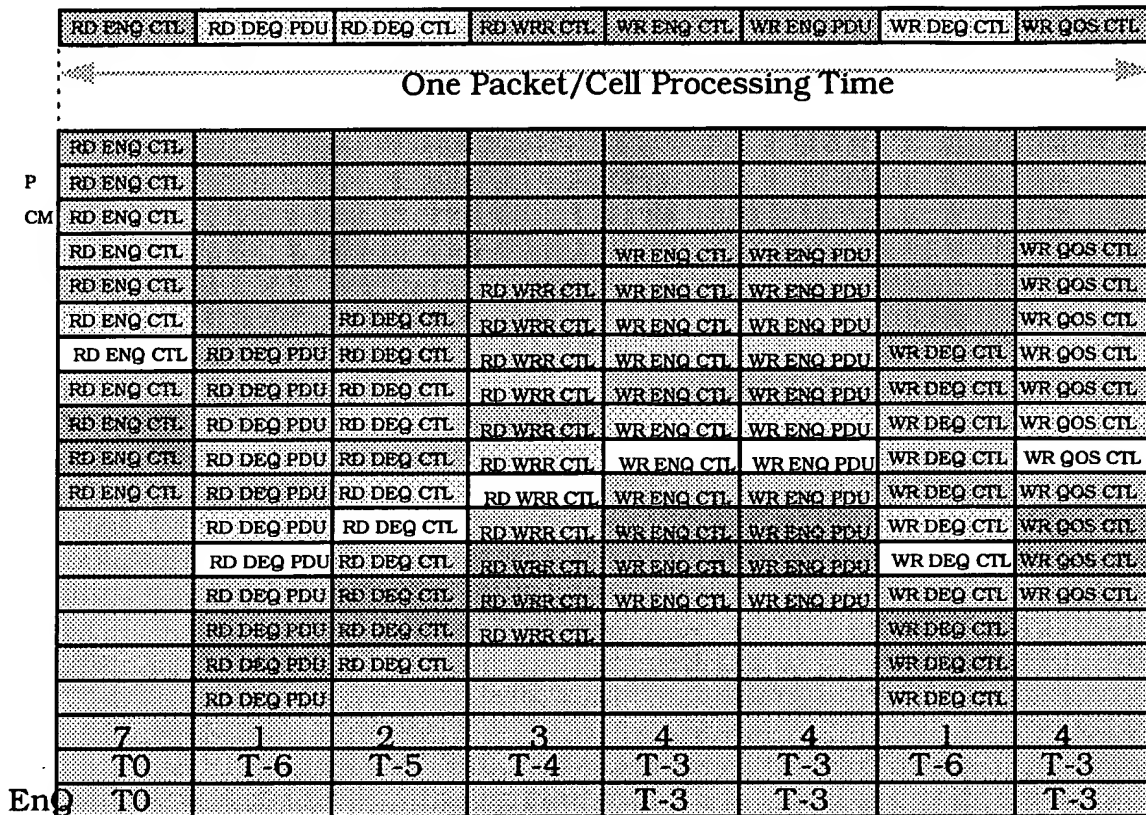 RD ENQ CTL RD DEQ PDU RD DEQ CTL RD WRR CTL WR ENQ CTL WR ENQ PDU WR DEQ CTL WR QOS CTL
One Packet/Cell Processing Time
RD ENQ CTL
P RD ENQ CTL
CM RD ENQ CTL
RD ENQ CTL WR ENQ CTL WR ENQ PDU WR QOS CTL
RD ENQ CTL RD WRR CTL WR ENQ CTL WR ENQ PDU WR QOS CTL
RD ENQ CTL RD DEQ CTL RD WRR CTL WR ENQ CTL WR ENQ PDU WR QOS CTL
RD ENQ CTL RD DEQ PDU RD DEQ CTL RD WRR CTL WR ENQ CTL WR ENQ PDU WR DEQ CTL WR QOS CTL
RD ENQ CTL RD DEQ PDU RD DEQ CTL RD WRR CTL WR ENQ CTL WR ENQ PDU WR DEQ CTL WR QOS CTL
RD ENQ CTL RD DEQ PDU RD DEQ CTL RD WRR CTL WR ENQ CTL WR ENQ PDU WR DEQ CTL WR QOS CTL
RD ENQ CTL RD DEQ PDU RD DEQ CTL RD WRR CTL WR ENQ CTL WR ENQ PDU WR DEQ CTL WR QOS CTL
RD ENQ CTL RD DEQ PDU RD DEQ CTL RD WRR CTL WR ENQ CTL WR ENQ PDU WR DEQ CTL WR QOS CTL
RD DEQ PDU RD DEQ CTL RD WRR CTL WR ENQ CTL WR ENQ PDU WR DEQ CTL WR QOS CTL
RD DEQ PDU RD DEQ CTL RD WRR CTL WR ENQ CTL WR ENQ PDU WR DEQ CTL WR QOS CTL
RD DEQ PDU RD DEQ CTL RD WRR CTL WR ENQ CTL WR ENQ PDU WR DEQ CTL WR QOS CTL
RD DEQ PDU RD DEQ CTL RD WRR CTL WR DEQ CTL
RD DEQ PDU RD DEQ CTL WR DEQ CTL
RD DEQ PDU WR DEQ CTL
7 1 2 3 4 4 1 4
T0 T-6 T-5 T-4 T-3 T-3 T-6 T-3
EnQ T0 T-3 T-3 T-3